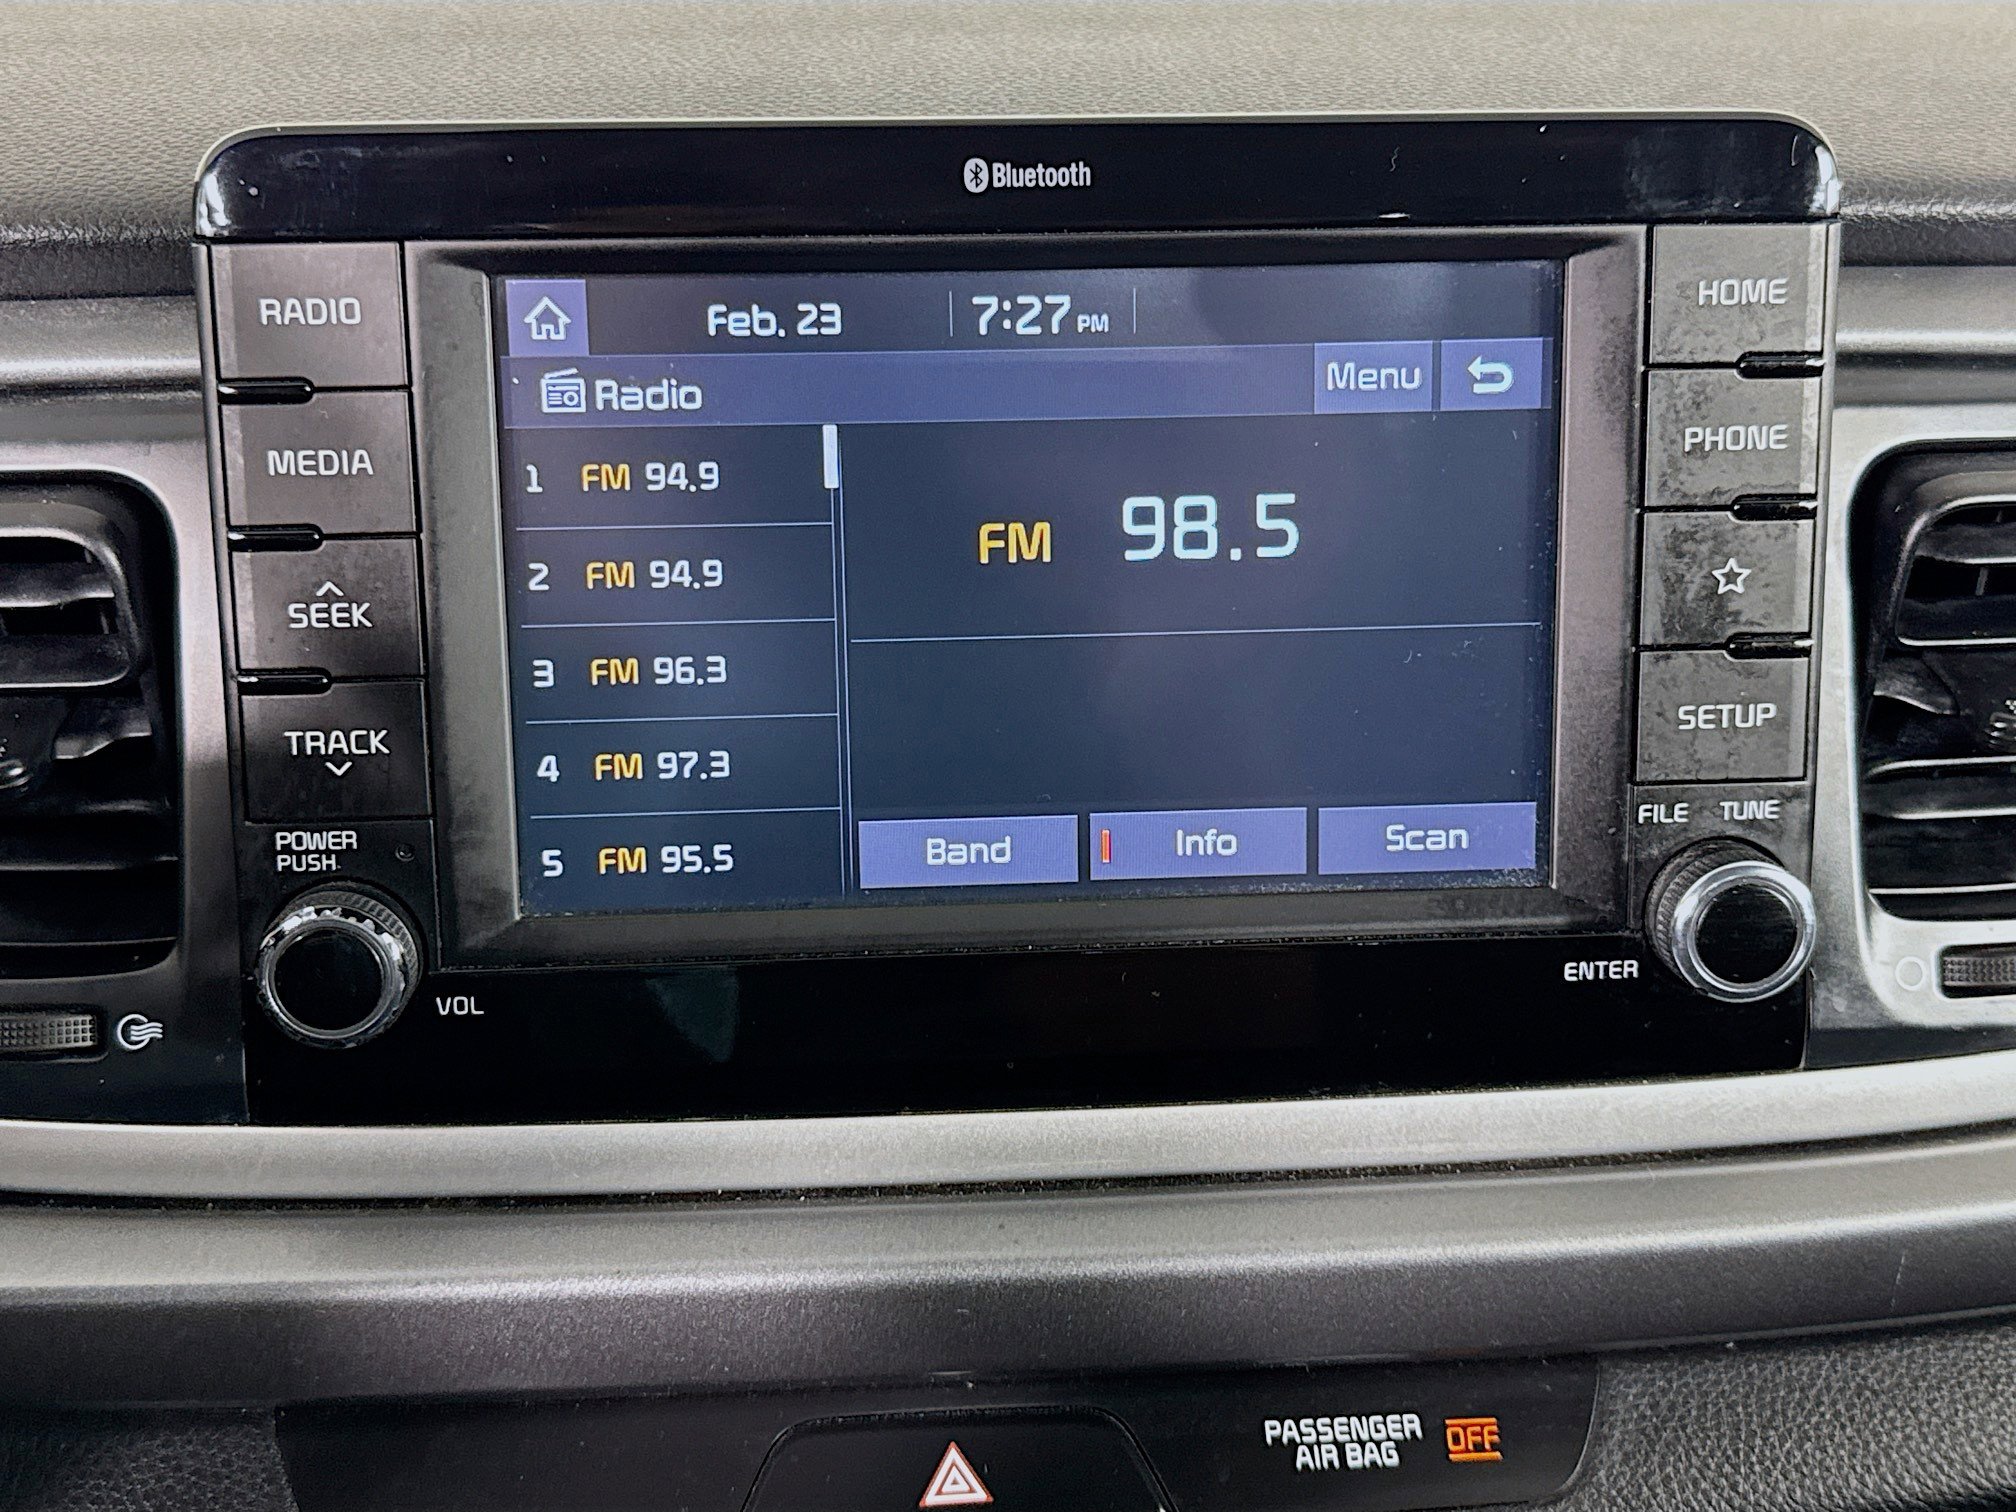 Bluetooth
RADIO
MEDIA
SEEK
TRACK
POWER
PUSH
VOL
Feb. 23 7:27 PM
Radio Menu
1 FM 94.9
2 FM 94.9
3 FM 96.3
4 FM 97.3
5 FM 95.5
FM 98.5
Band Info Scan
HOME
PHONE
SETUP
FILE TUNE
ENTER
PASSENGER
AIR BAG OFF